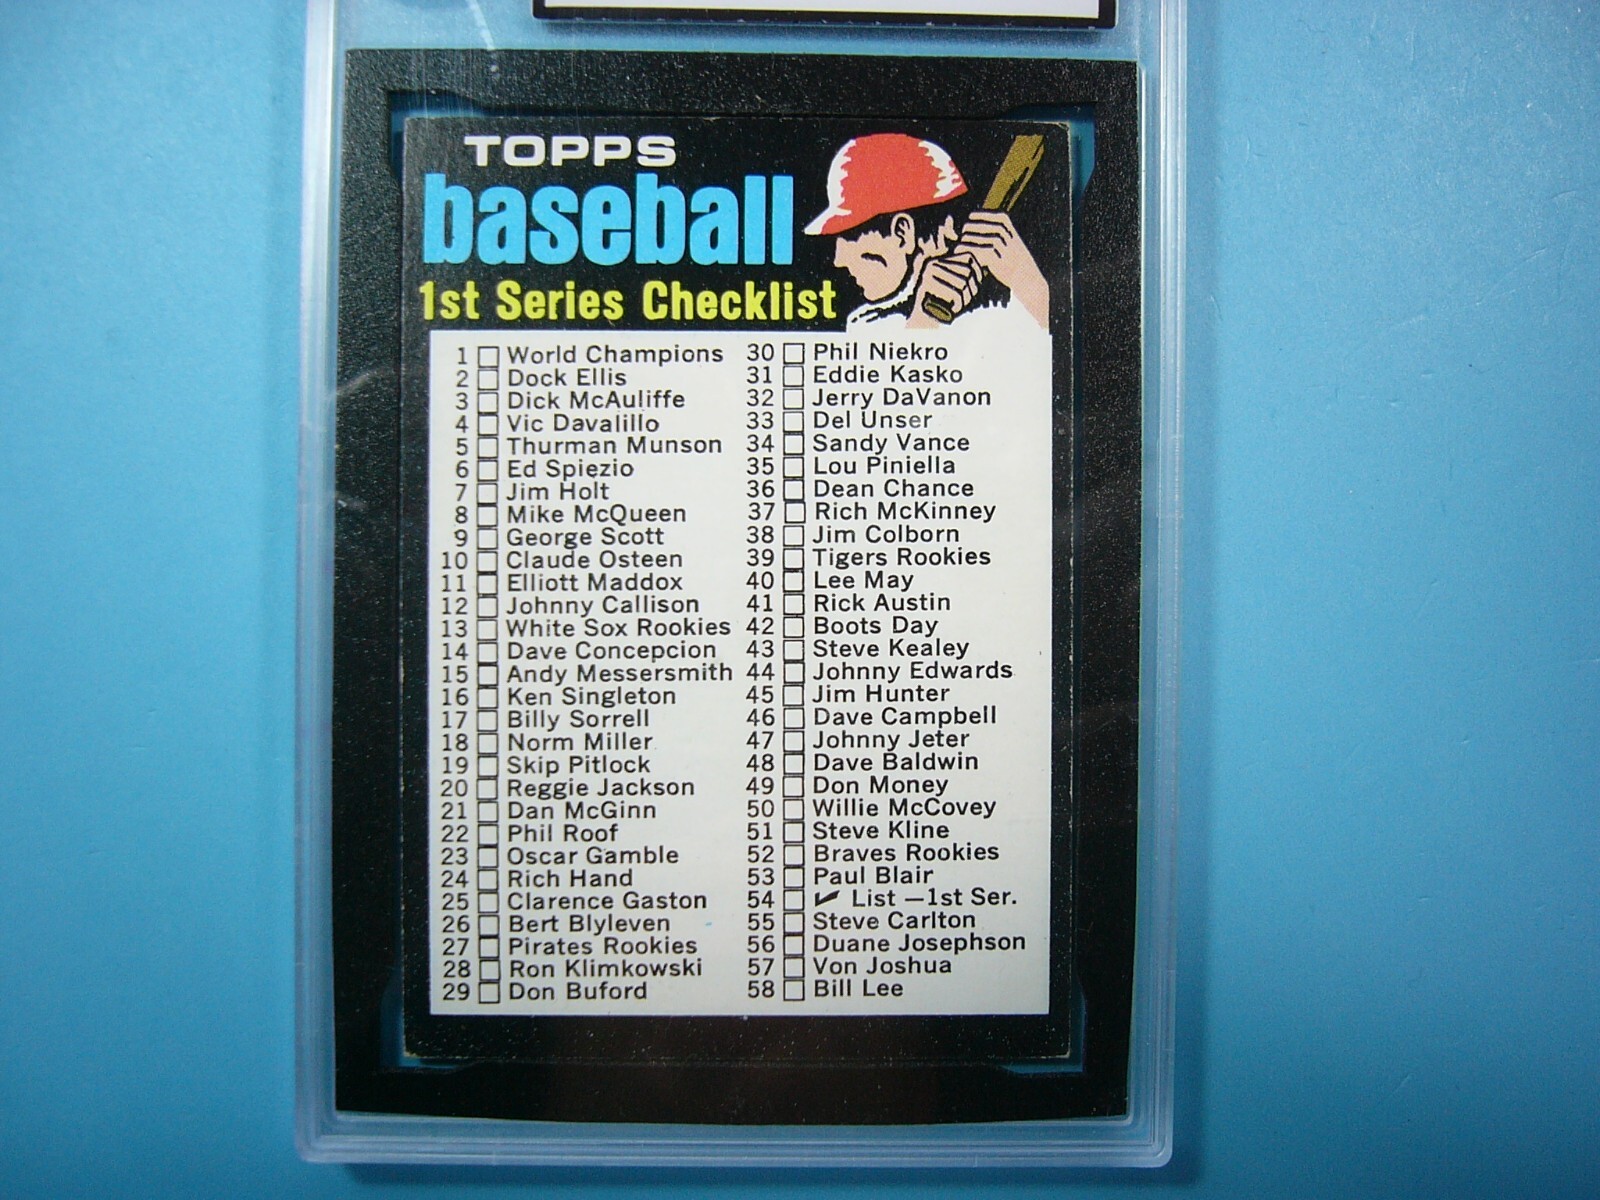 TOPPS
baseball
1st Series Checklist
1 World Champions
2 Dock Ellis
3 Dick McAuliffe
4 Vic Davalillo
5 Thurman Munson
6 Ed Spiezio
7 Jim Holt
8 Mike McQueen
9 George Scott
10 Claude Osteen
11 Elliott Maddox
12 Johnny Callison
13 White Sox Rookies
14 Dave Concepcion
15 Andy Messersmith
16 Ken Singleton
17 Billy Sorrell
18 Norm Miller
19 Skip Pitlock
20 Reggie Jackson
21 Dan McGinn
22 Phil Roof
23 Oscar Gamble
24 Rich Hand
25 Clarence Gaston
26 Bert Blyleven
27 Pirates Rookies
28 Ron Klimkowski
29 Don Buford
30 Phil Niekro
31 Eddie Kasko
32 Jerry DaVanon
33 Del Unser
34 Sandy Vance
35 Lou Piniella
36 Dean Chance
37 Rich McKinney
38 Jim Colborn
39 Tigers Rookies
40 Lee May
41 Rick Austin
42 Boots Day
43 Steve Kealey
44 Johnny Edwards
45 Jim Hunter
46 Dave Campbell
47 Johnny Jeter
48 Dave Baldwin
49 Don Money
50 Willie McCovey
51 Steve Kline
52 Braves Rookies
53 Paul Blair
54 ✔ List —1st Ser.
55 Steve Carlton
56 Duane Josephson
57 Von Joshua
58 Bill Lee